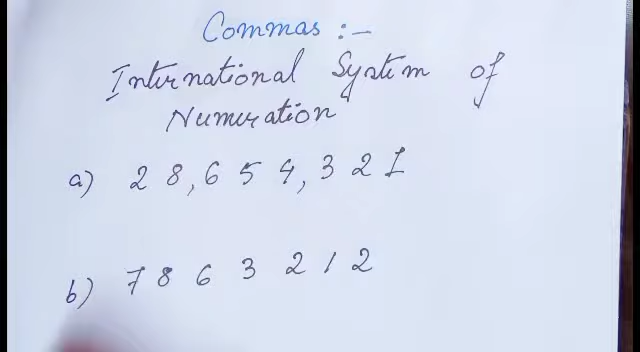 Commas :-
International System of
Numeration
a) 2 8, 6 5 4, 3 2 1
b) 7 8 6 3 2 1 2